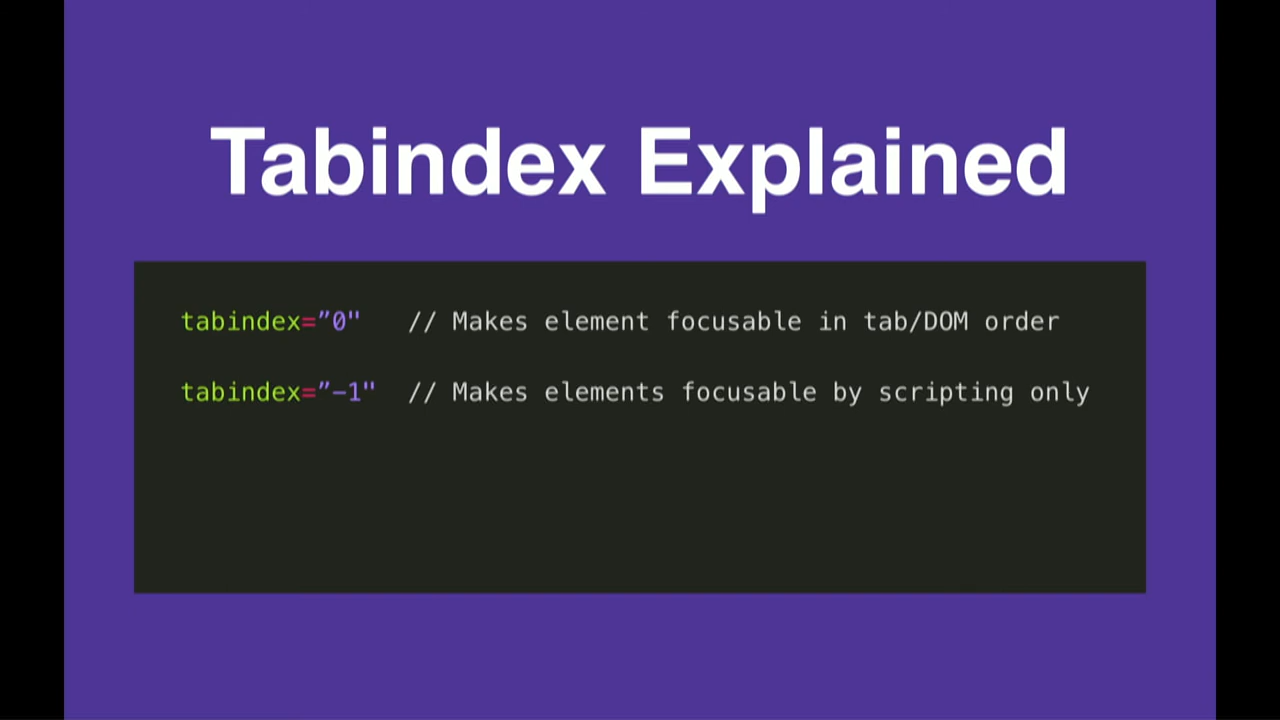 Tabindex Explained
tabindex=”0" // Makes element focusable in tab/DOM order
tabindex=”−1" // Makes elements focusable by scripting only